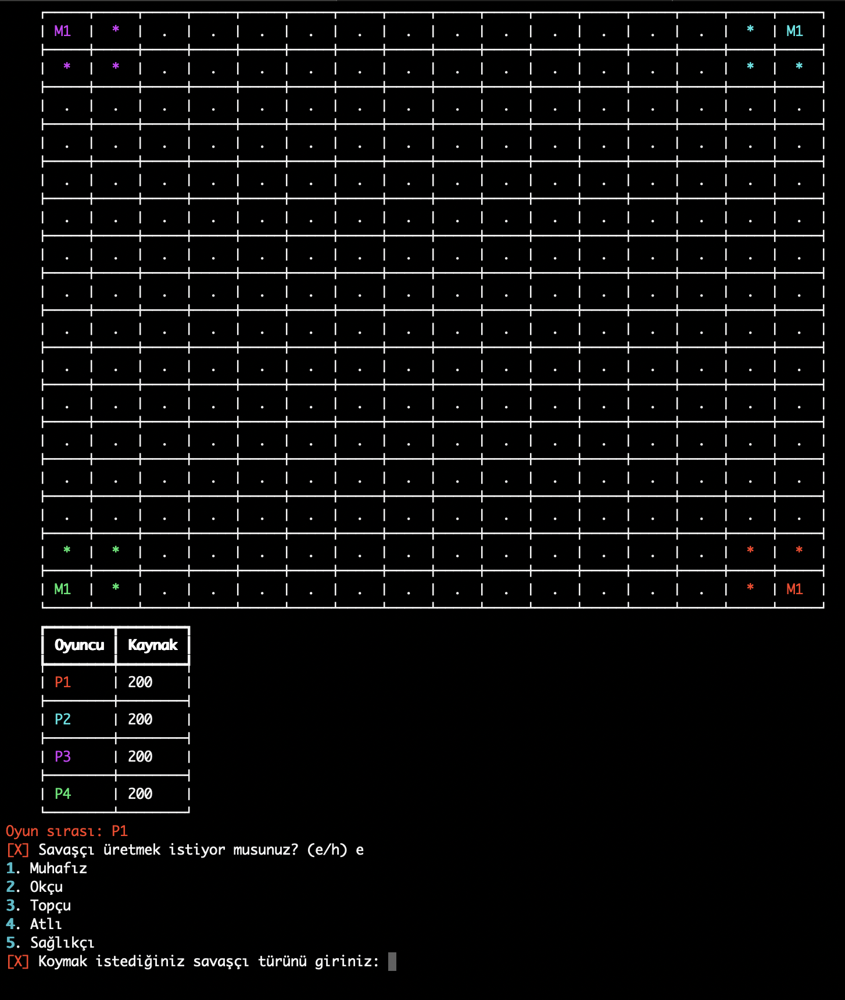 M1 * . . . . . . . . . . . . * M1
* * . . . . . . . . . . . . * *
. . . . . . . . . . . . . . . .
. . . . . . . . . . . . . . . .
. . . . . . . . . . . . . . . .
. . . . . . . . . . . . . . . .
. . . . . . . . . . . . . . . .
. . . . . . . . . . . . . . . .
. . . . . . . . . . . . . . . .
. . . . . . . . . . . . . . . .
. . . . . . . . . . . . . . . .
. . . . . . . . . . . . . . . .
. . . . . . . . . . . . . . . .
. . . . . . . . . . . . . . . .
* * . . . . . . . . . . . . * *
M1 * . . . . . . . . . . . . * M1
Oyuncu Kaynak
P1 200
P2 200
P3 200
P4 200
Oyun sırası: P1
[X] Savaşçı üretmek istiyor musunuz? (e/h) e
1. Muhafız
2. Okçu
3. Topçu
4. Atlı
5. Sağlıkçı
[X] Koymak istediğiniz savaşçı türünü giriniz: